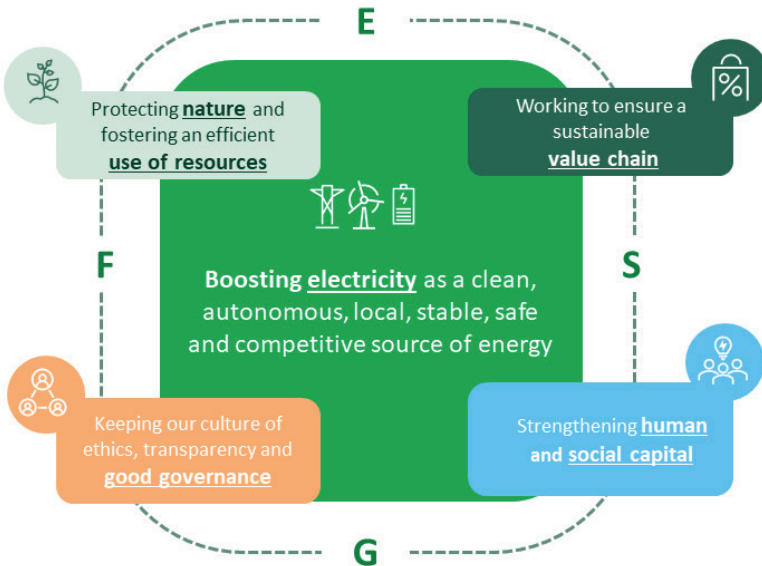 E
Protecting nature and
fostering an efficient
use of resources
%
Working to ensure a
sustainable
value chain
F
S
Boosting electricity as a clean,
autonomous, local, stable, safe
and competitive source of energy
Keeping our culture of
ethics, transparency and
good governance
Strengthening human
and social capital
G